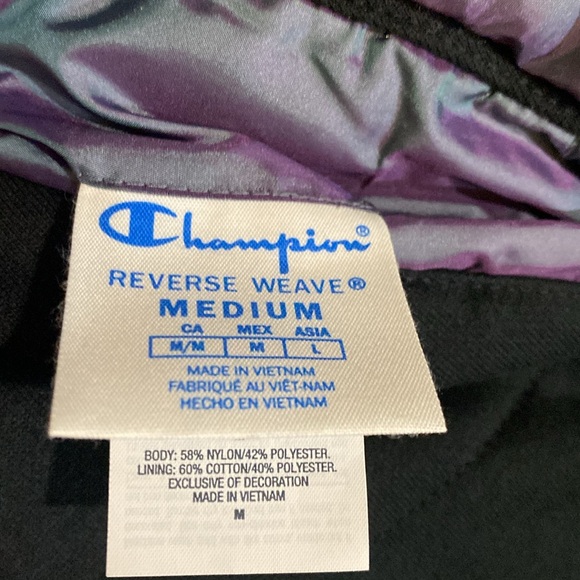 Champion®
REVERSE WEAVE®
MEDIUM
CA MEX ASIA
M/M M L
MADE IN VIETNAM
FABRIQUÉ AU VIÊT-NAM
HECHO EN VIETNAM
BODY: 58% NYLON/42% POLYESTER.
LINING: 60% COTTON/40% POLYESTER.
EXCLUSIVE OF DECORATION
MADE IN VIETNAM
M